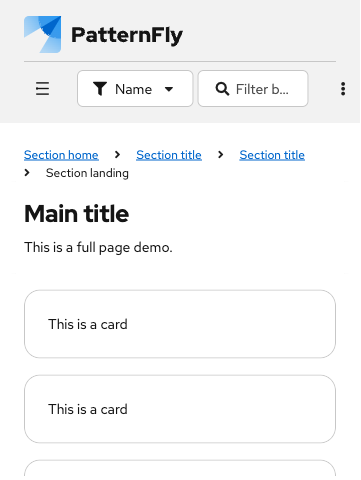 PatternFly
Name
Filter b...
Section home
Section title
Section title
Section landing
Main title
This is a full page demo.
This is a card
This is a card